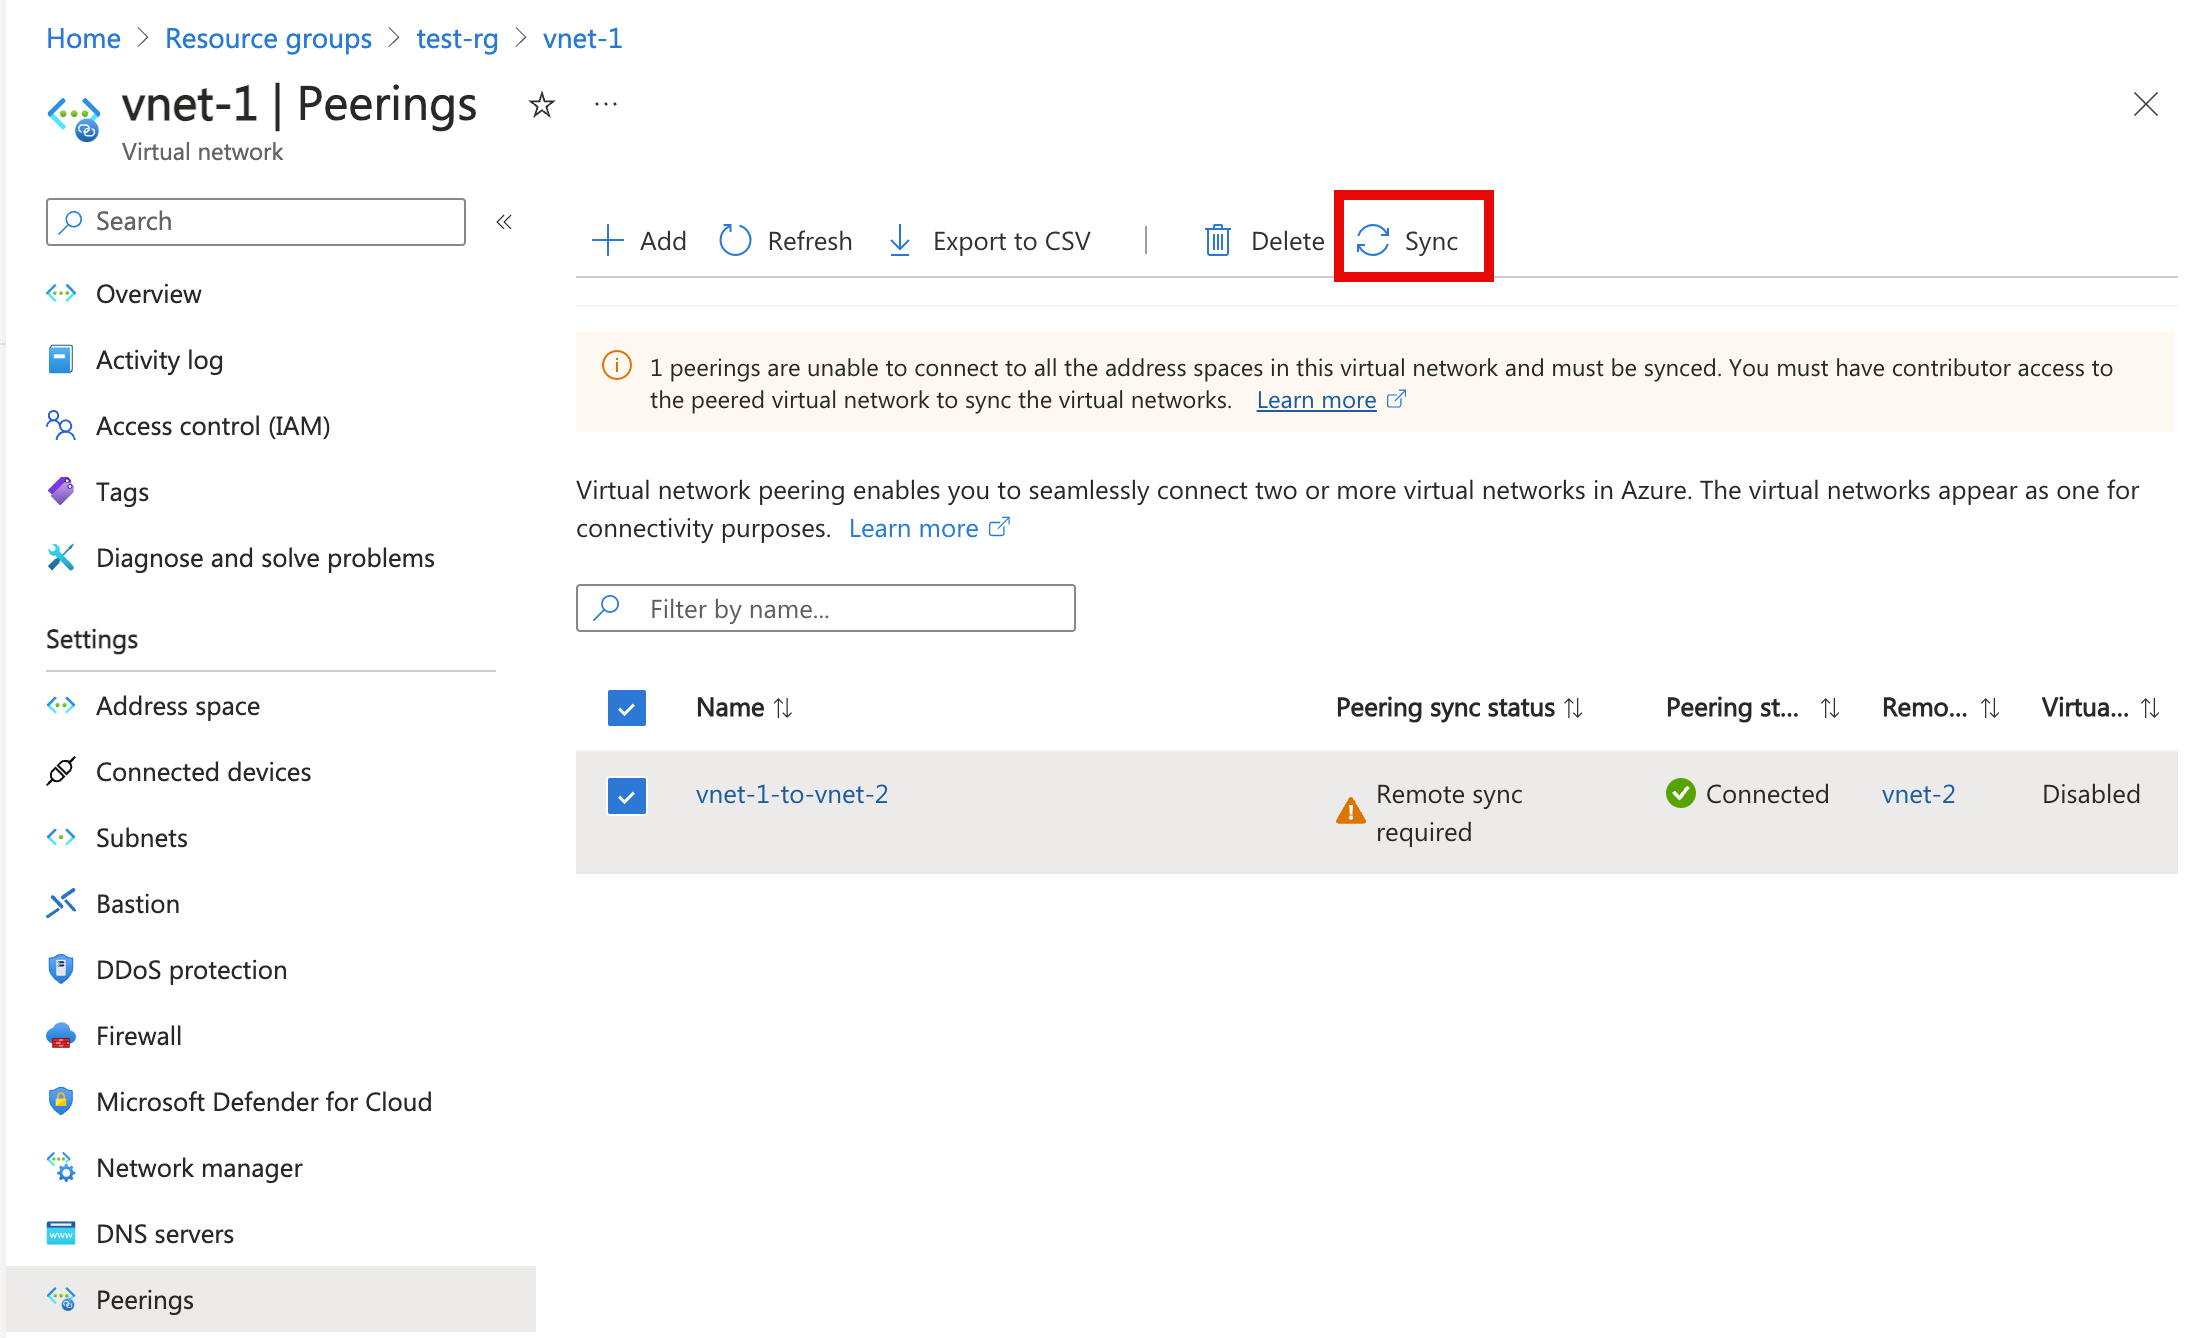 Home > Resource groups > test-rg > vnet-1
vnet-1 | Peerings
Virtual network
Search
Add Refresh Export to CSV Delete Sync
Overview
Activity log
Access control (IAM)
Tags
Diagnose and solve problems
Settings
Address space
Connected devices
Subnets
Bastion
DDoS protection
Firewall
Microsoft Defender for Cloud
Network manager
DNS servers
Peerings
1 peerings are unable to connect to all the address spaces in this virtual network and must be synced. You must have contributor access to
the peered virtual network to sync the virtual networks. Learn more
Virtual network peering enables you to seamlessly connect two or more virtual networks in Azure. The virtual networks appear as one for
connectivity purposes. Learn more
Filter by name...
Name Peering sync status Peering st... Remo... Virtua...
vnet-1-to-vnet-2 Remote sync Connected vnet-2 Disabled
required